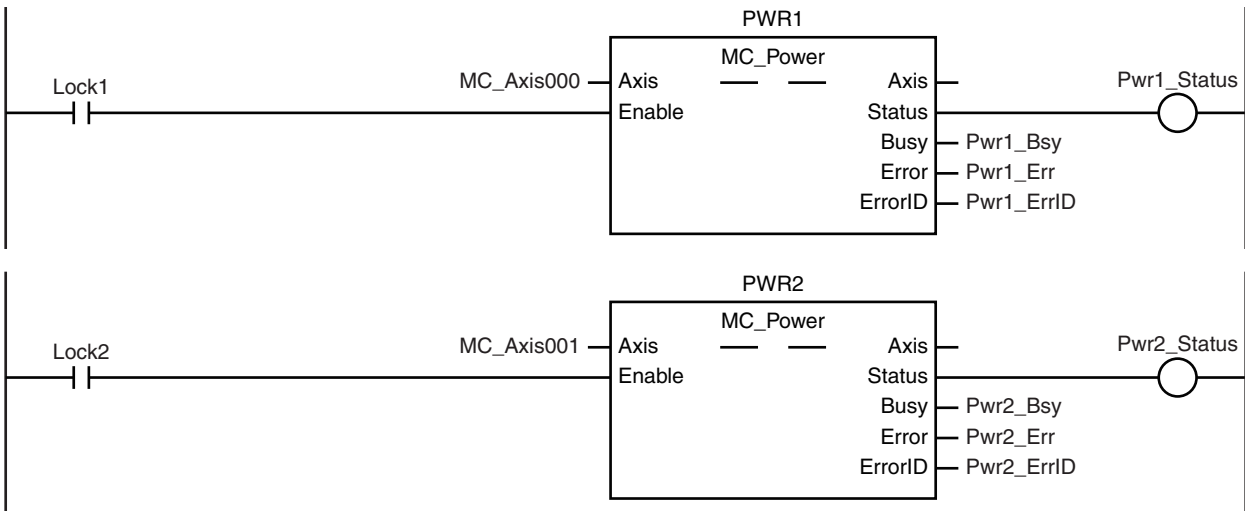 PWR1
MC_Power
Lock1
MC_Axis000
Axis
Axis
Pwr1_Status
Enable
Status
Busy
Pwr1_Bsy
Error
Pwr1_Err
ErrorID
Pwr1_ErrID
PWR2
MC_Power
Lock2
MC_Axis001
Axis
Axis
Pwr2_Status
Enable
Status
Busy
Pwr2_Bsy
Error
Pwr2_Err
ErrorID
Pwr2_ErrID